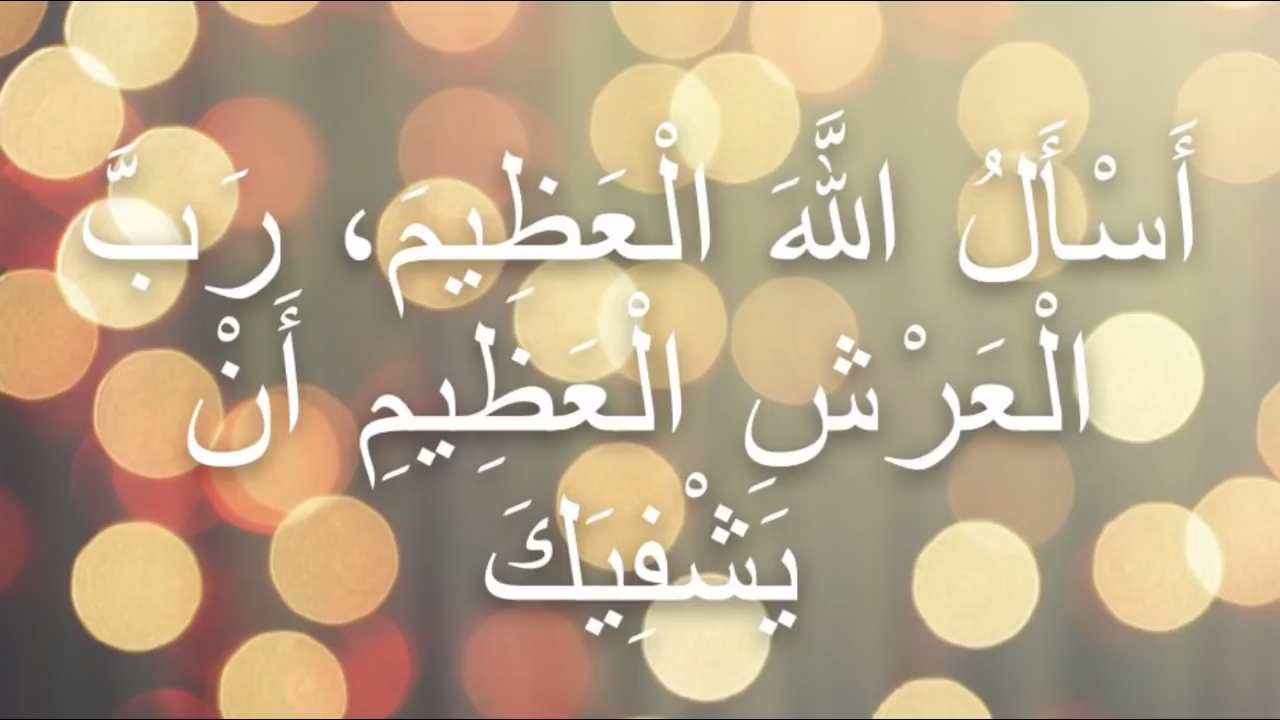 أَسْأَلُ اللَّهَ الْعَظِيمَ، رَبَّ
الْعَرْشِ الْعَظِيمِ أَنْ
يَشْفِيَكَ